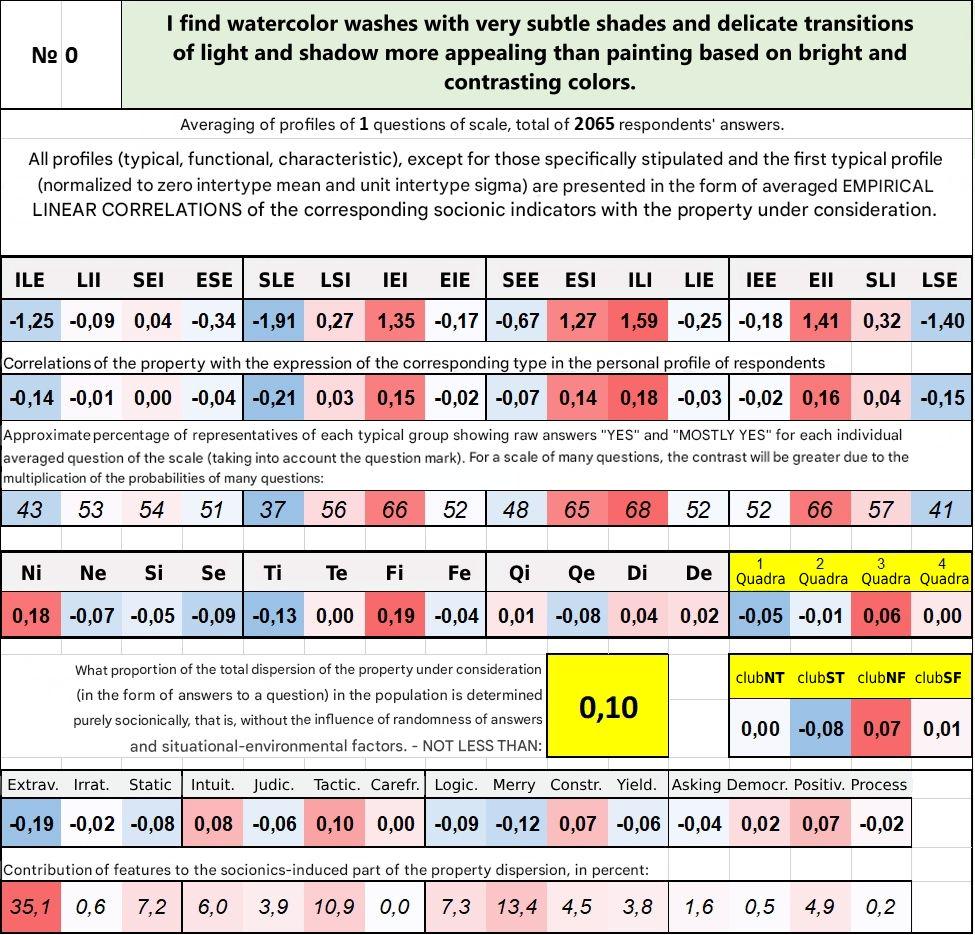 № 0
I find watercolor washes with very subtle shades and delicate transitions
of light and shadow more appealing than painting based on bright and
contrasting colors.
Averaging of profiles of 1 questions of scale, total of 2065 respondents' answers.
All profiles (typical, functional, characteristic), except for those specifically stipulated and the first typical profile
(normalized to zero intertype mean and unit intertype sigma) are presented in the form of averaged EMPIRICAL
LINEAR CORRELATIONS of the corresponding socionic indicators with the property under consideration.
ILE LII SEI ESE SLE LSI IEI EIE SEE ESI ILI LIE IEE EII SLI LSE
-1,25 -0,09 0,04 -0,34 -1,91 0,27 1,35 -0,17 -0,67 1,27 1,59 -0,25 -0,18 1,41 0,32 -1,40
Correlations of the property with the expression of the corresponding type in the personal profile of respondents
-0,14 -0,01 0,00 -0,04 -0,21 0,03 0,15 -0,02 -0,07 0,14 0,18 -0,03 -0,02 0,16 0,04 -0,15
Approximate percentage of representatives of each typical group showing raw answers "YES" and "MOSTLY YES" for each individual
averaged question of the scale (taking into account the question mark). For a scale of many questions, the contrast will be greater due to the
multiplication of the probabilities of many questions:
43 53 54 51 37 56 66 52 48 65 68 52 52 66 57 41
Ni Ne Si Se Ti Te Fi Fe Qi Qe Di De 1 Quadra 2 Quadra 3 Quadra 4 Quadra
0,18 -0,07 -0,05 -0,09 -0,13 0,00 0,19 -0,04 0,01 -0,08 0,04 0,02 -0,05 -0,01 0,06 0,00
What proportion of the total dispersion of the property under consideration
(in the form of answers to a question) in the population is determined
purely socionically, that is, without the influence of randomness of answers
and situational-environmental factors. - NOT LESS THAN:
0,10
clubNT clubST clubNF clubSF
0,00 -0,08 0,07 0,01
Extrav. Irrat. Static Intuit. Judic. Tactic. Carefr. Logic. Merry Constr. Yield. Asking Democr. Positiv. Process
-0,19 -0,02 -0,08 0,08 -0,06 0,10 0,00 -0,09 -0,12 0,07 -0,06 -0,04 0,02 0,07 -0,02
Contribution of features to the socionics-induced part of the property dispersion, in percent:
35,1 0,6 7,2 6,0 3,9 10,9 0,0 7,3 13,4 4,5 3,8 1,6 0,5 4,9 0,2